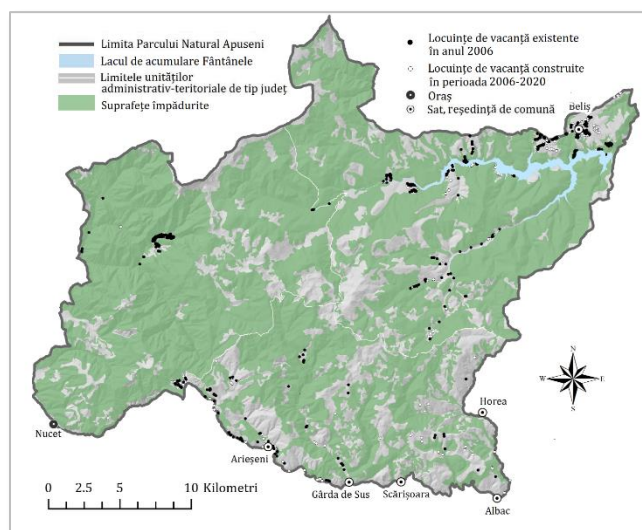 Limita Parcului Natural Apuseni
Lacul de acumulare Fântânele
Limitele unităților
administrativ-teritoriale de tip județ
Suprafețe împădurite
Locuințe de vacanță existente
în anul 2006
Locuințe de vacanță construite
în perioada 2006-2020
Oraș
Sat, reședință de comună
Beliș
N
W
E
S
Horea
Nucet
Arieșeni
Gârda de Sus
Scărișoara
Albac
0 2.5 5 10 Kilometri